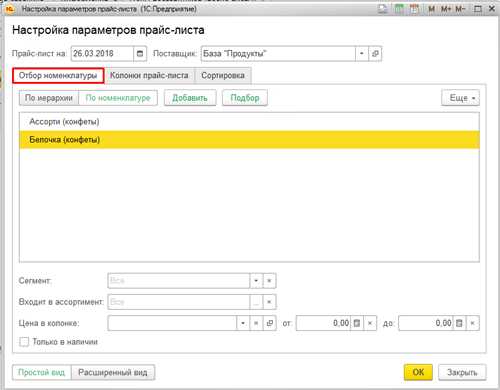 Настройка параметров прайс-листа (1С:Предприятие)
M M+ M-
Настройка параметров прайс-листа
Прайс-лист на: 26.03.2018 Поставщик: База "Продукты"
Отбор номенклатуры Колонки прайс-листа Сортировка
По иерархии По номенклатуре Добавить Подбор Еще
Ассорти (конфеты)
Белочка (конфеты)
Сегмент: Все
Входит в ассортимент: Все ...
Цена в колонке: от: 0,00 до: 0,00
Только в наличии
Простой вид Расширенный вид ОК Закрыть